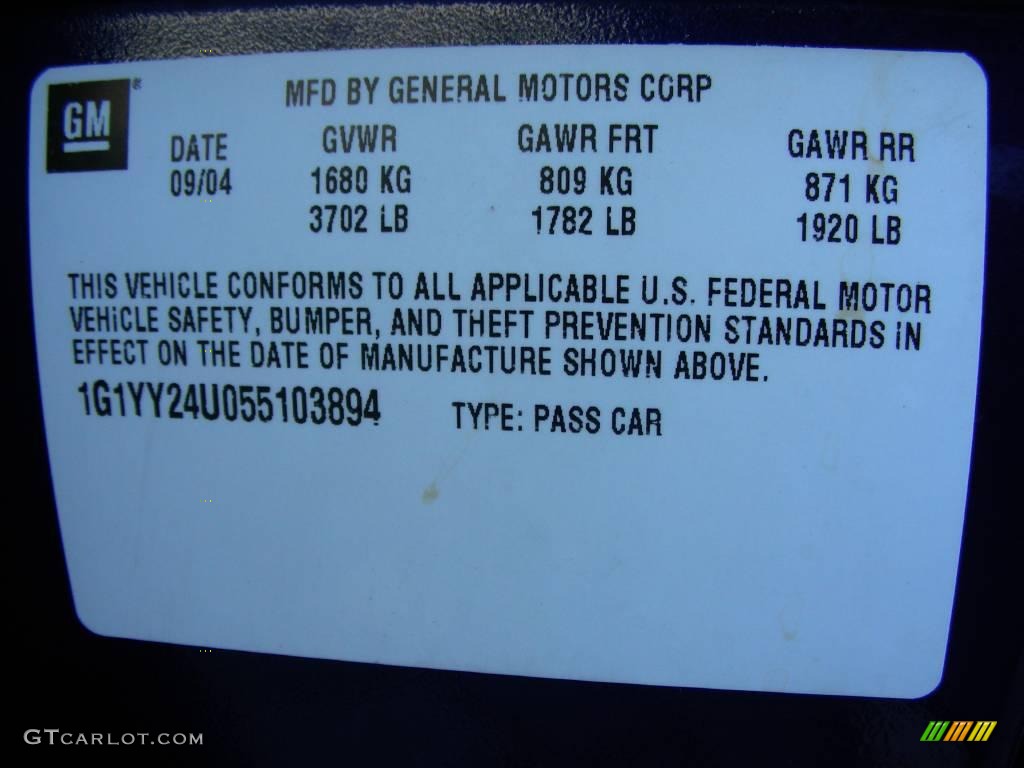 GM ®
MFD BY GENERAL MOTORS CORP
DATE GVWR GAWR FRT GAWR RR
09/04 1680 KG 809 KG 871 KG
3702 LB 1782 LB 1920 LB
THIS VEHICLE CONFORMS TO ALL APPLICABLE U.S. FEDERAL MOTOR
VEHICLE SAFETY, BUMPER, AND THEFT PREVENTION STANDARDS IN
EFFECT ON THE DATE OF MANUFACTURE SHOWN ABOVE.
1G1YY24U055103894 TYPE: PASS CAR
GTCARLOT.COM